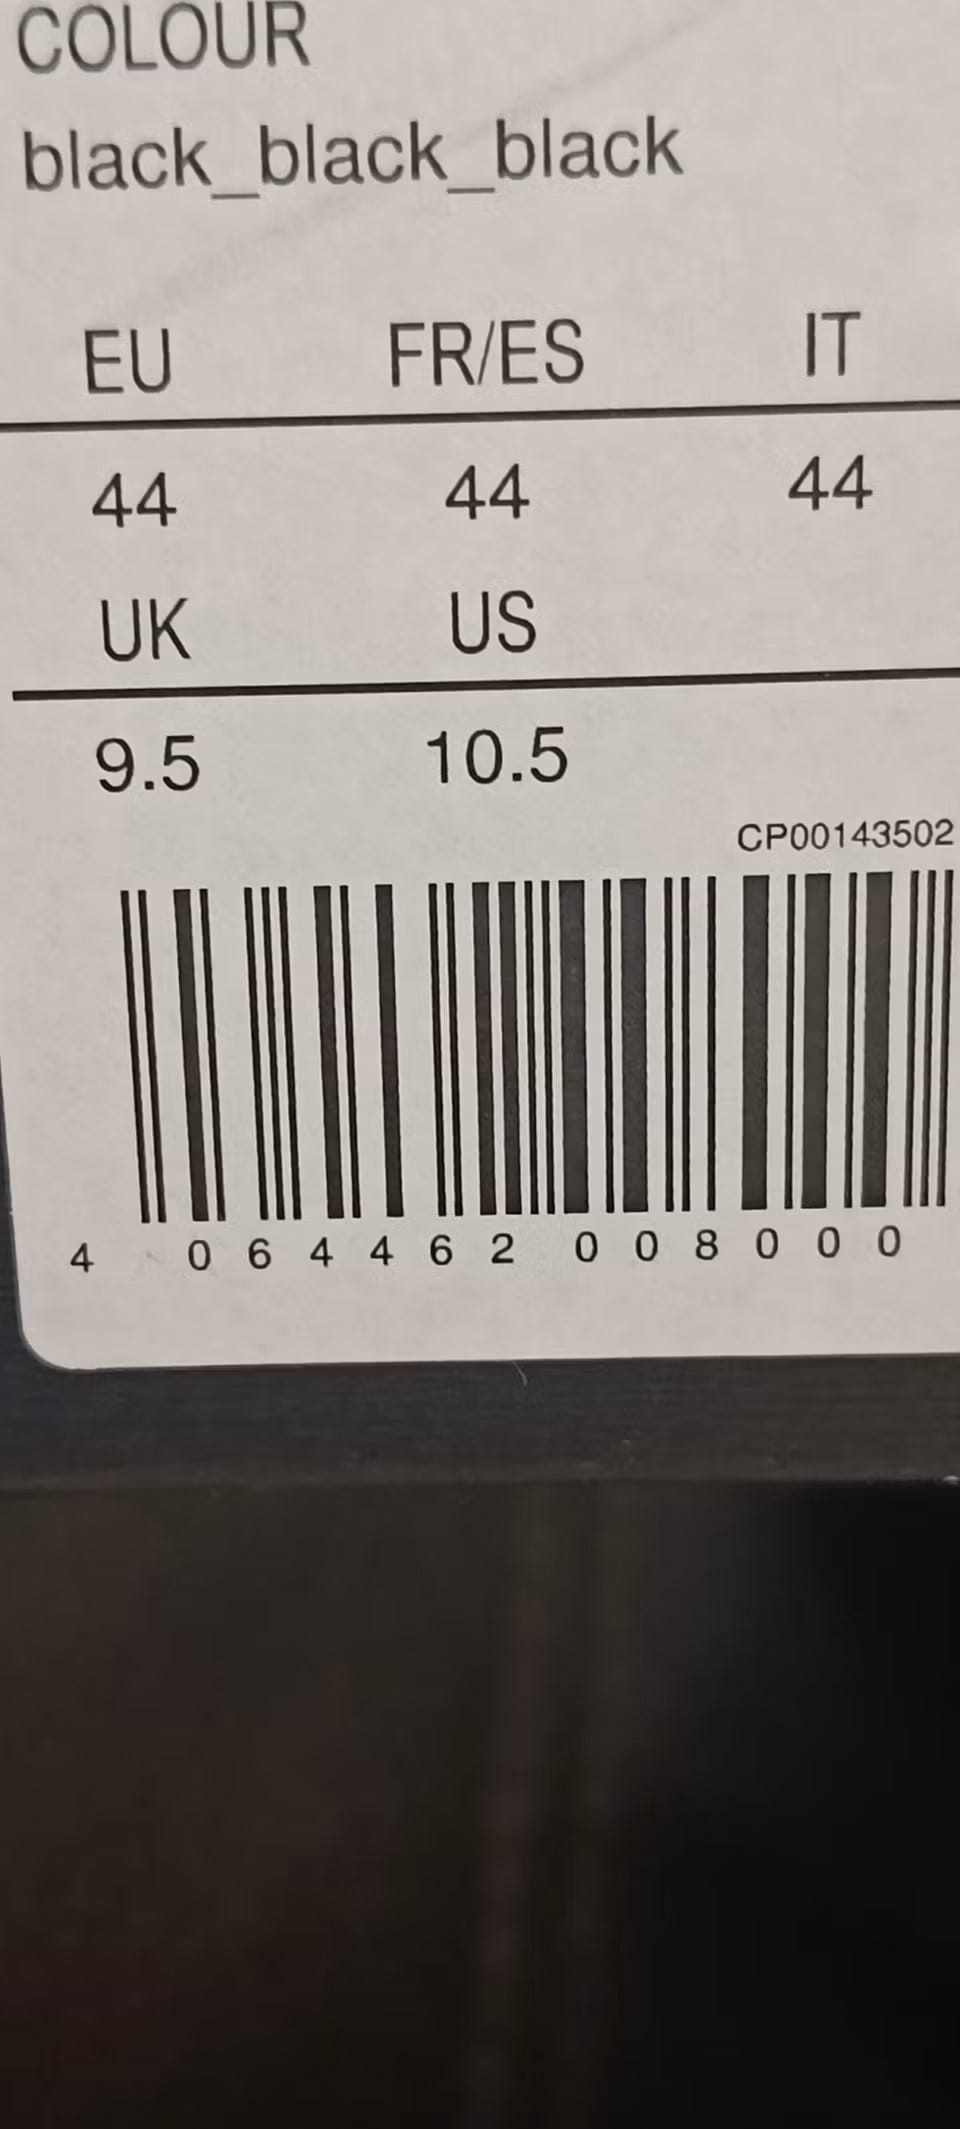 COLOUR
black_black_black
EU FR/ES IT
44 44 44
UK US
9.5 10.5
CP00143502
4 064462 008000